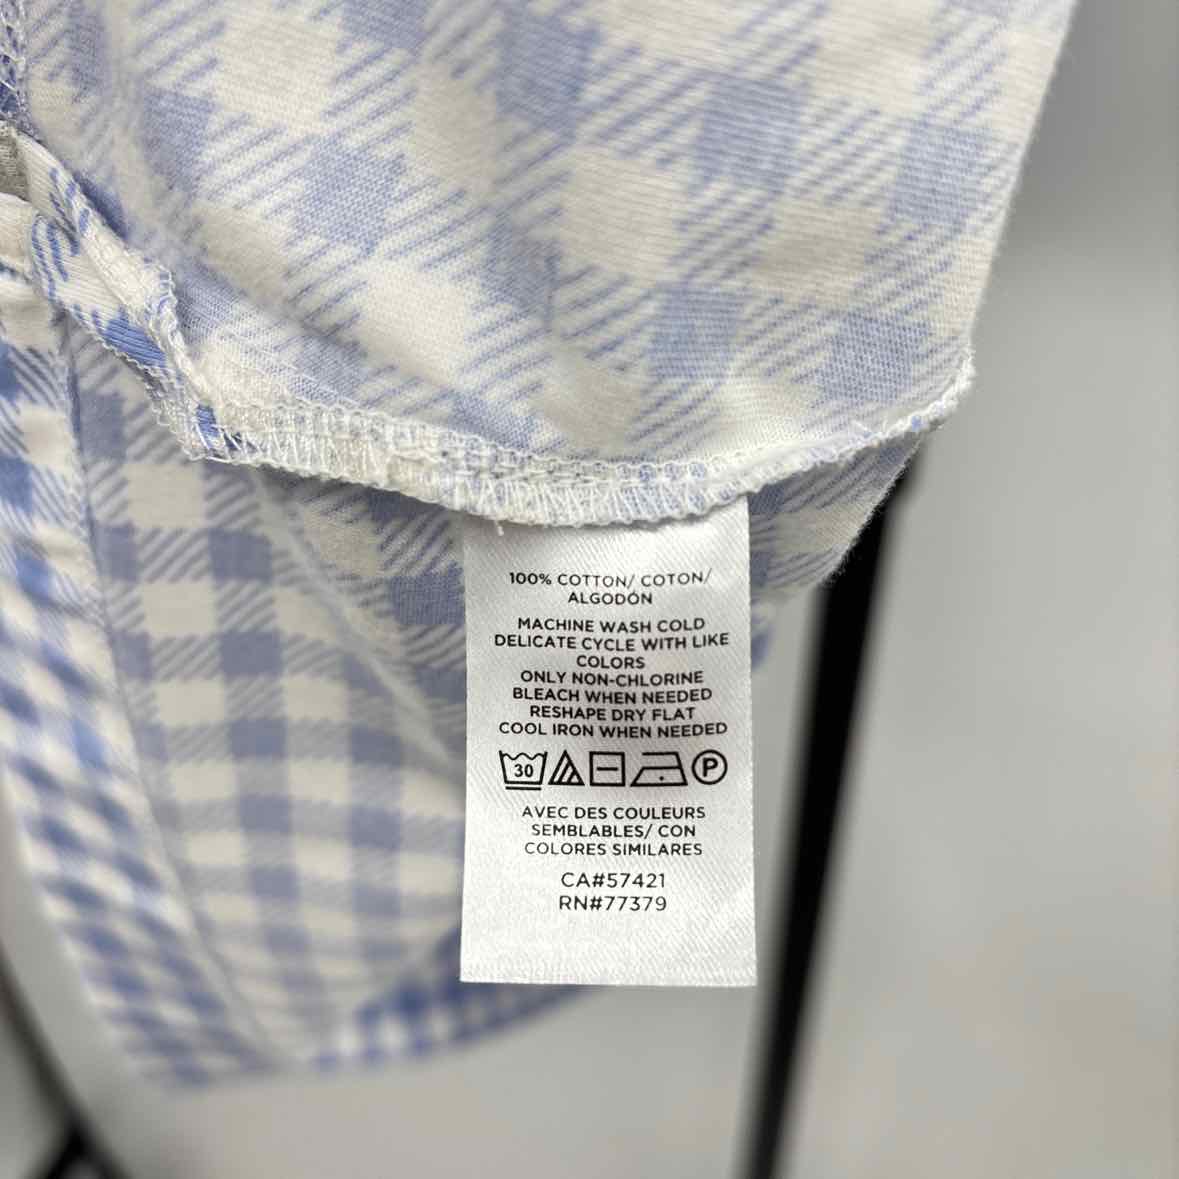 100% COTTON/ COTON/
ALGODÓN
MACHINE WASH COLD
DELICATE CYCLE WITH LIKE
COLORS
ONLY NON-CHLORINE
BLEACH WHEN NEEDED
RESHAPE DRY FLAT
COOL IRON WHEN NEEDED
30 P
AVEC DES COULEURS
SEMBLABLES/ CON
COLORES SIMILARES
CA#57421
RN#77379